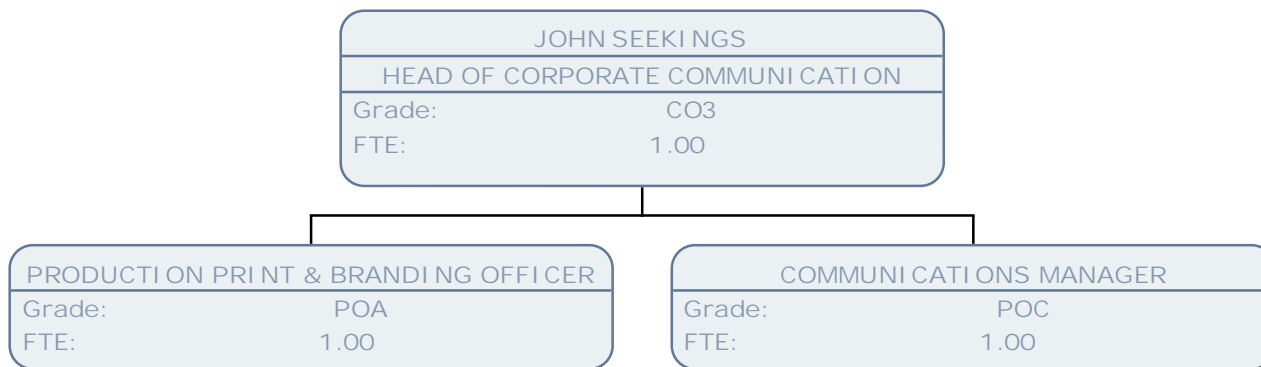 JOHN SEEKINGS
HEAD OF CORPORATE COMMUNICATION
Grade: CO3
FTE: 1.00
PRODUCTION PRINT & BRANDING OFFICER
Grade: POA
FTE: 1.00
COMMUNICATIONS MANAGER
Grade: POC
FTE: 1.00